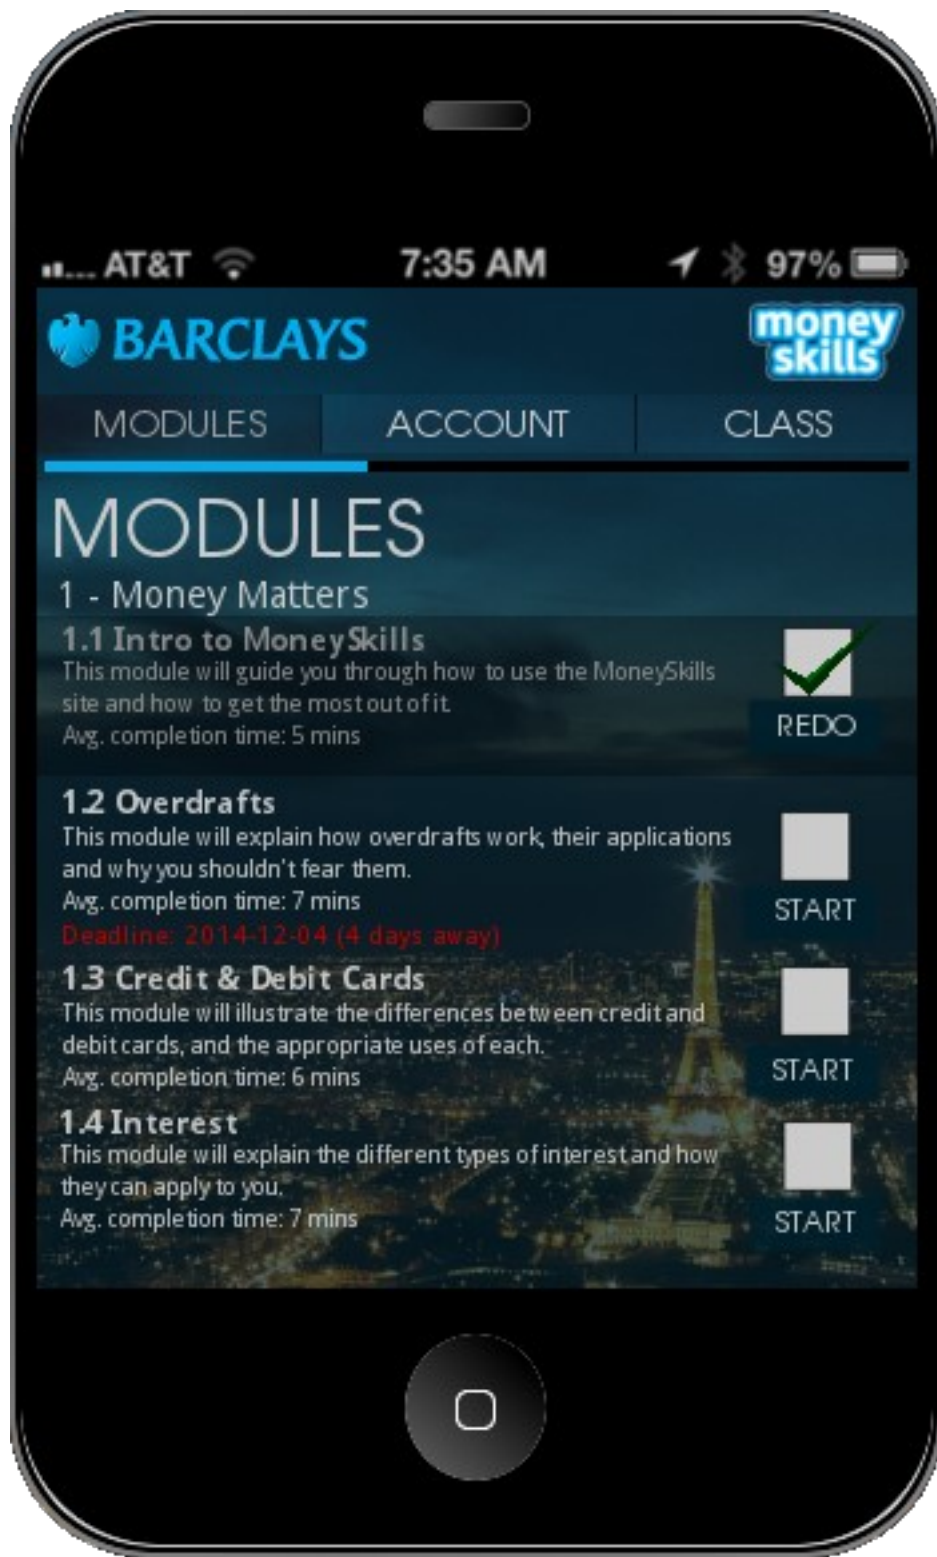 AT&T 7:35 AM 97%
BARCLAYS money skills
MODULES ACCOUNT CLASS
MODULES
1 - Money Matters
1.1 Intro to MoneySkills
This module will guide you through how to use the MoneySkills
site and how to get the most out of it.
Avg. completion time: 5 mins
REDO
1.2 Overdrafts
This module will explain how overdrafts work, their applications
and why you shouldn't fear them.
Avg. completion time: 7 mins
START
Deadline: 2014-12-04 (4 days away)
1.3 Credit & Debit Cards
This module will illustrate the differences between credit and
debit cards, and the appropriate uses of each.
Avg. completion time: 6 mins
START
1.4 Interest
This module will explain the different types of interest and how
they can apply to you.
Avg. completion time: 7 mins
START